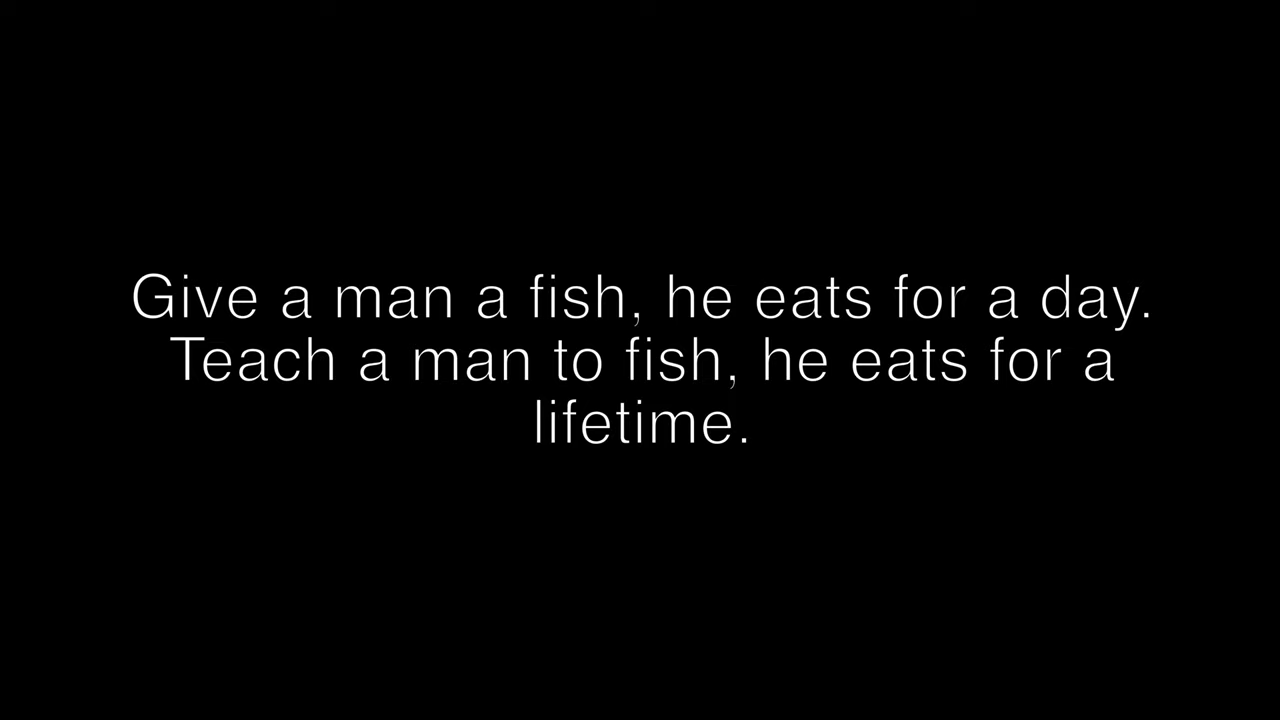 Give a man a fish, he eats for a day.
Teach a man to fish, he eats for a
lifetime.